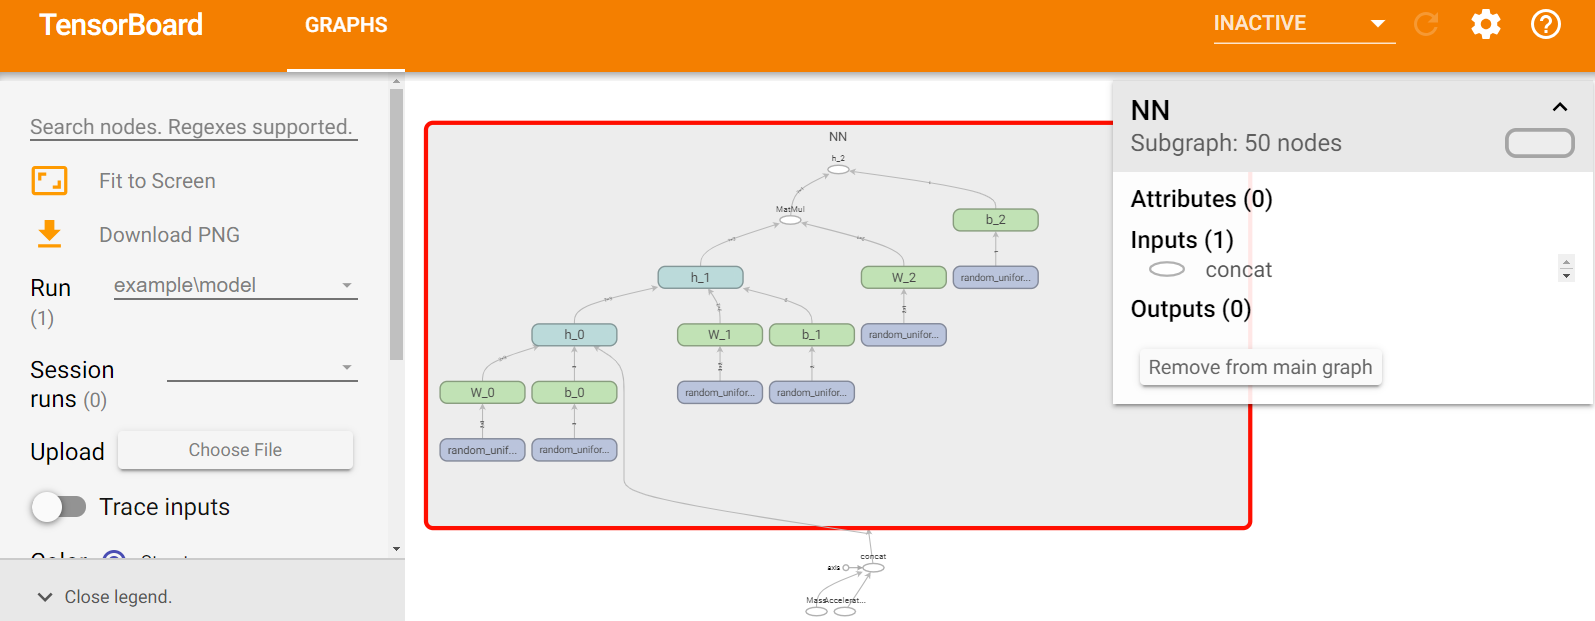 TensorBoard
GRAPHS
INACTIVE
Search nodes. Regexes supported.
Fit to Screen
Download PNG
Run
(1)
example\model
Session
runs (0)
Upload
Choose File
Trace inputs
Close legend.
NN
h_2
MatMul
b_2
h_1
W_2
random_unifor...
h_0
W_1
b_1
random_unifor...
W_0
b_0
random_unifor...
random_unifor...
random_unif...
random_unifor...
concat
axis
Mass
Accelerat...
NN
Subgraph: 50 nodes
Attributes (0)
Inputs (1)
concat
Outputs (0)
Remove from main graph